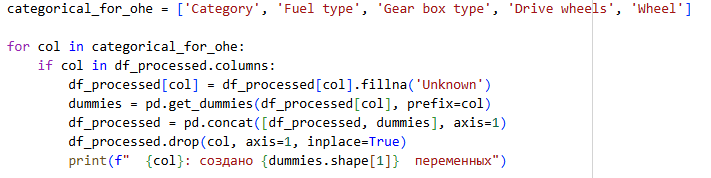 categorical_for_ohe = ['Category', 'Fuel type', 'Gear box type', 'Drive wheels', 'Wheel']
for col in categorical_for_ohe:
    if col in df_processed.columns:
        df_processed[col] = df_processed[col].fillna('Unknown')
        dummies = pd.get_dummies(df_processed[col], prefix=col)
        df_processed = pd.concat([df_processed, dummies], axis=1)
        df_processed.drop(col, axis=1, inplace=True)
        print(f"  {col}: создано {dummies.shape[1]}  переменных")